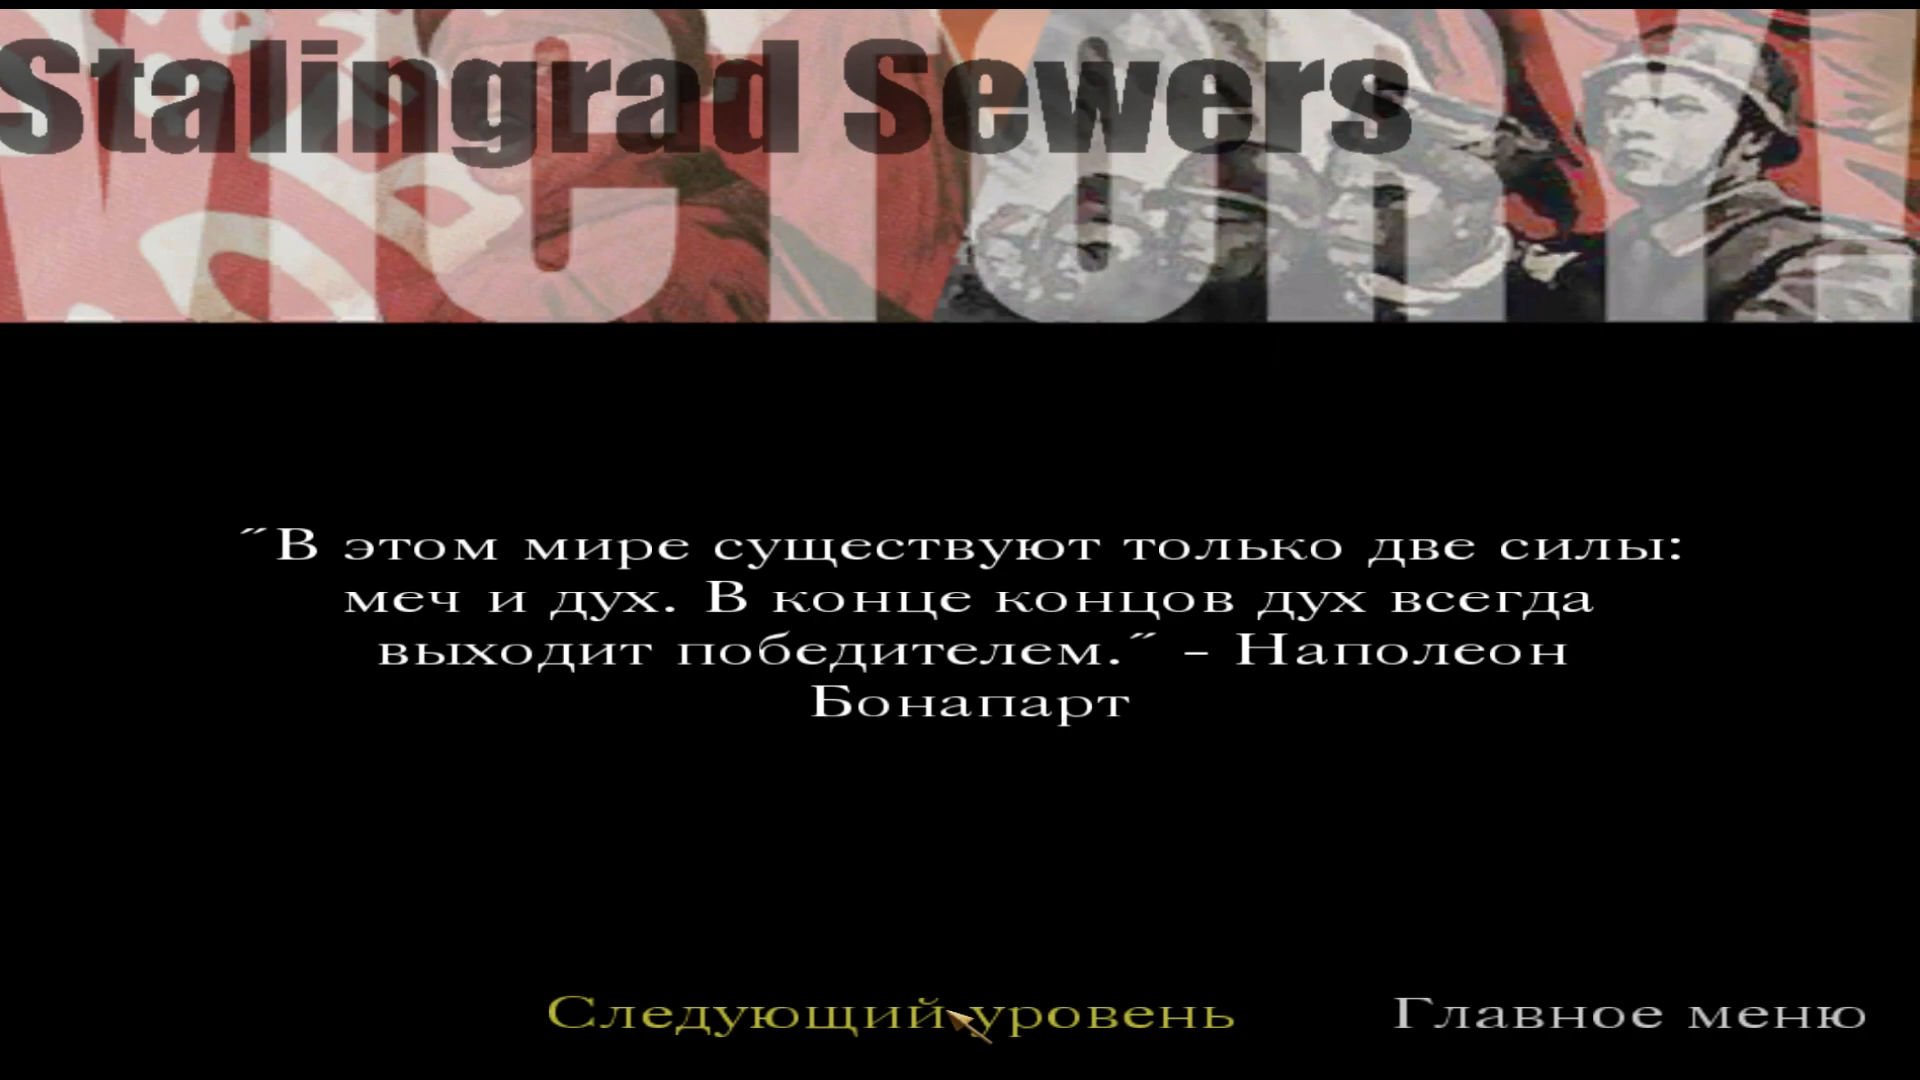 Stalingrad Sewers
VICTORY!
˝В этом мире существуют только две силы:
меч и дух. В конце концов дух всегда
выходит победителем.˝ - Наполеон
Бонапарт
Следующий уровень
Главное меню